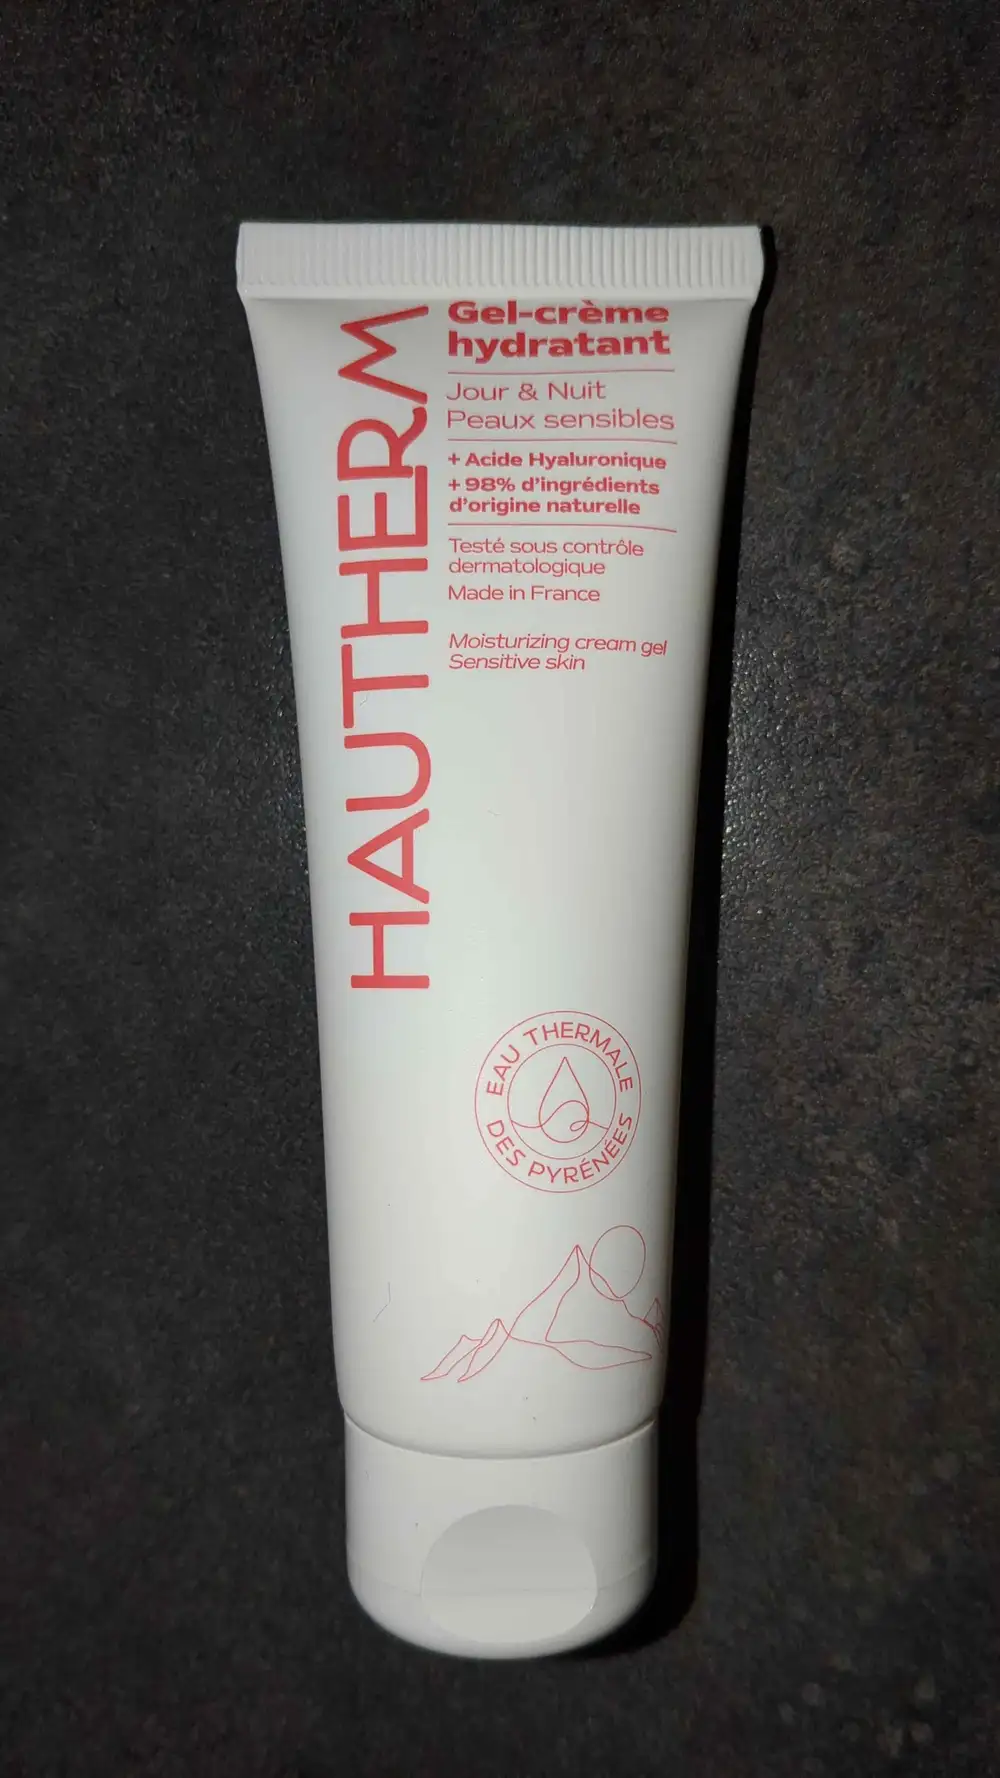 HAUTHERM
Gel-crème
hydratant
Jour & Nuit
Peaux sensibles
+ Acide Hyaluronique
+ 98% d'ingrédients
d'origine naturelle
Testé sous contrôle
dermatologique
Made in France
Moisturizing cream gel
Sensitive skin
EAU THERMALE
DES PYRÉNÉES